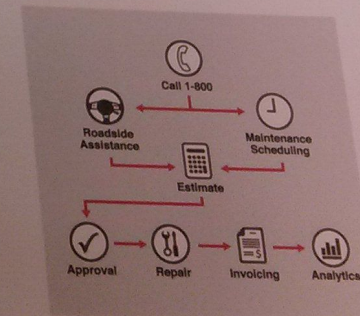 Call 1-800
Roadside
Assistance
Maintenance
Scheduling
Estimate
$
Approval
Repair
Invoicing
Analytics